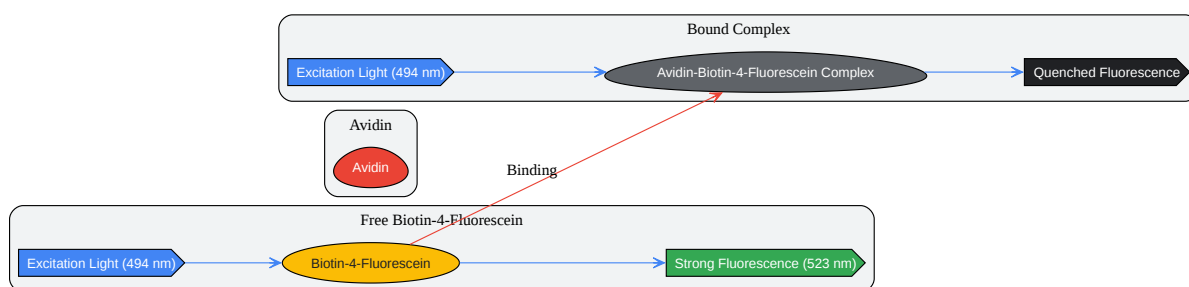 Bound Complex
Excitation Light (494 nm)
Avidin-Biotin-4-Fluorescein Complex
Quenched Fluorescence
Avidin
Avidin
Binding
Free Biotin-4-Fluorescein
Excitation Light (494 nm)
Biotin-4-Fluorescein
Strong Fluorescence (523 nm)